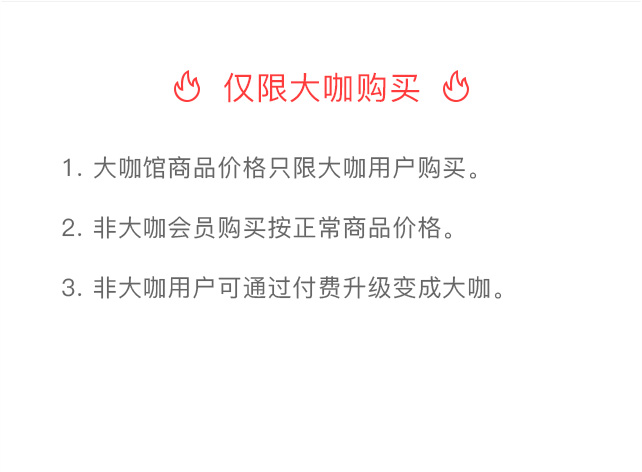 仅限大咖购买
1. 大咖馆商品价格只限大咖用户购买。
2. 非大咖会员购买按正常商品价格。
3. 非大咖用户可通过付费升级变成大咖。